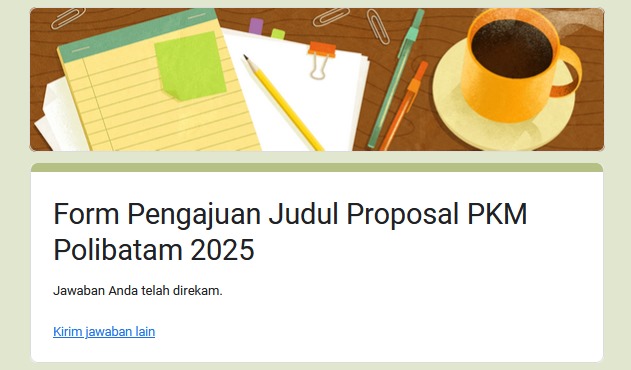 Form Pengajuan Judul Proposal PKM
Polibatam 2025
Jawaban Anda telah direkam.
Kirim jawaban lain